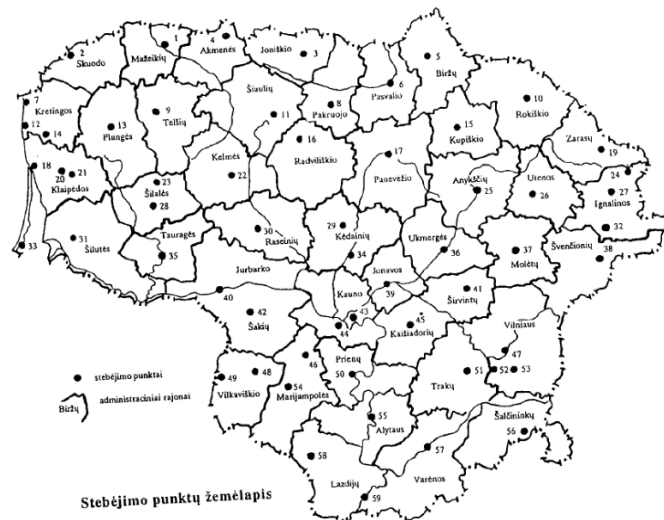 1
4
2
Skuodo
Mažeikių
Akmenės
Joniškio
3
5
Biržų
6
Pasvalio
7
Kretingos
12
14
13
Plungės
9
Telšių
Šiaulių
11
8
Pakruojo
10
Rokiškio
15
Kupiškio
Zarasų
19
16
Radviliškio
17
Panevėžio
18
20
21
Klaipėdos
23
Šilalės
28
Kelmės
22
Anykščių
25
Utenos
26
24
27
Ignalinos
32
33
31
Šilutės
Tauragės
35
30
Raseinių
29
Kėdainių
34
Ukmergės
36
37
Molėtų
Švenčionių
38
Jurbarko
40
Jonavos
39
Kauno
43
44
41
Širvintų
42
Šakių
45
Kaišiadorių
Vilniaus
47
46
Prienų
50
51
Trakų
52
53
49
48
Vilkaviškio
54
Marijampolės
55
Alytaus
Šalčininkų
56
57
Varėnos
58
Lazdijų
59
stebėjimo punktai
Biržų
administraciniai rajonai
Stebėjimo punktų žemėlapis